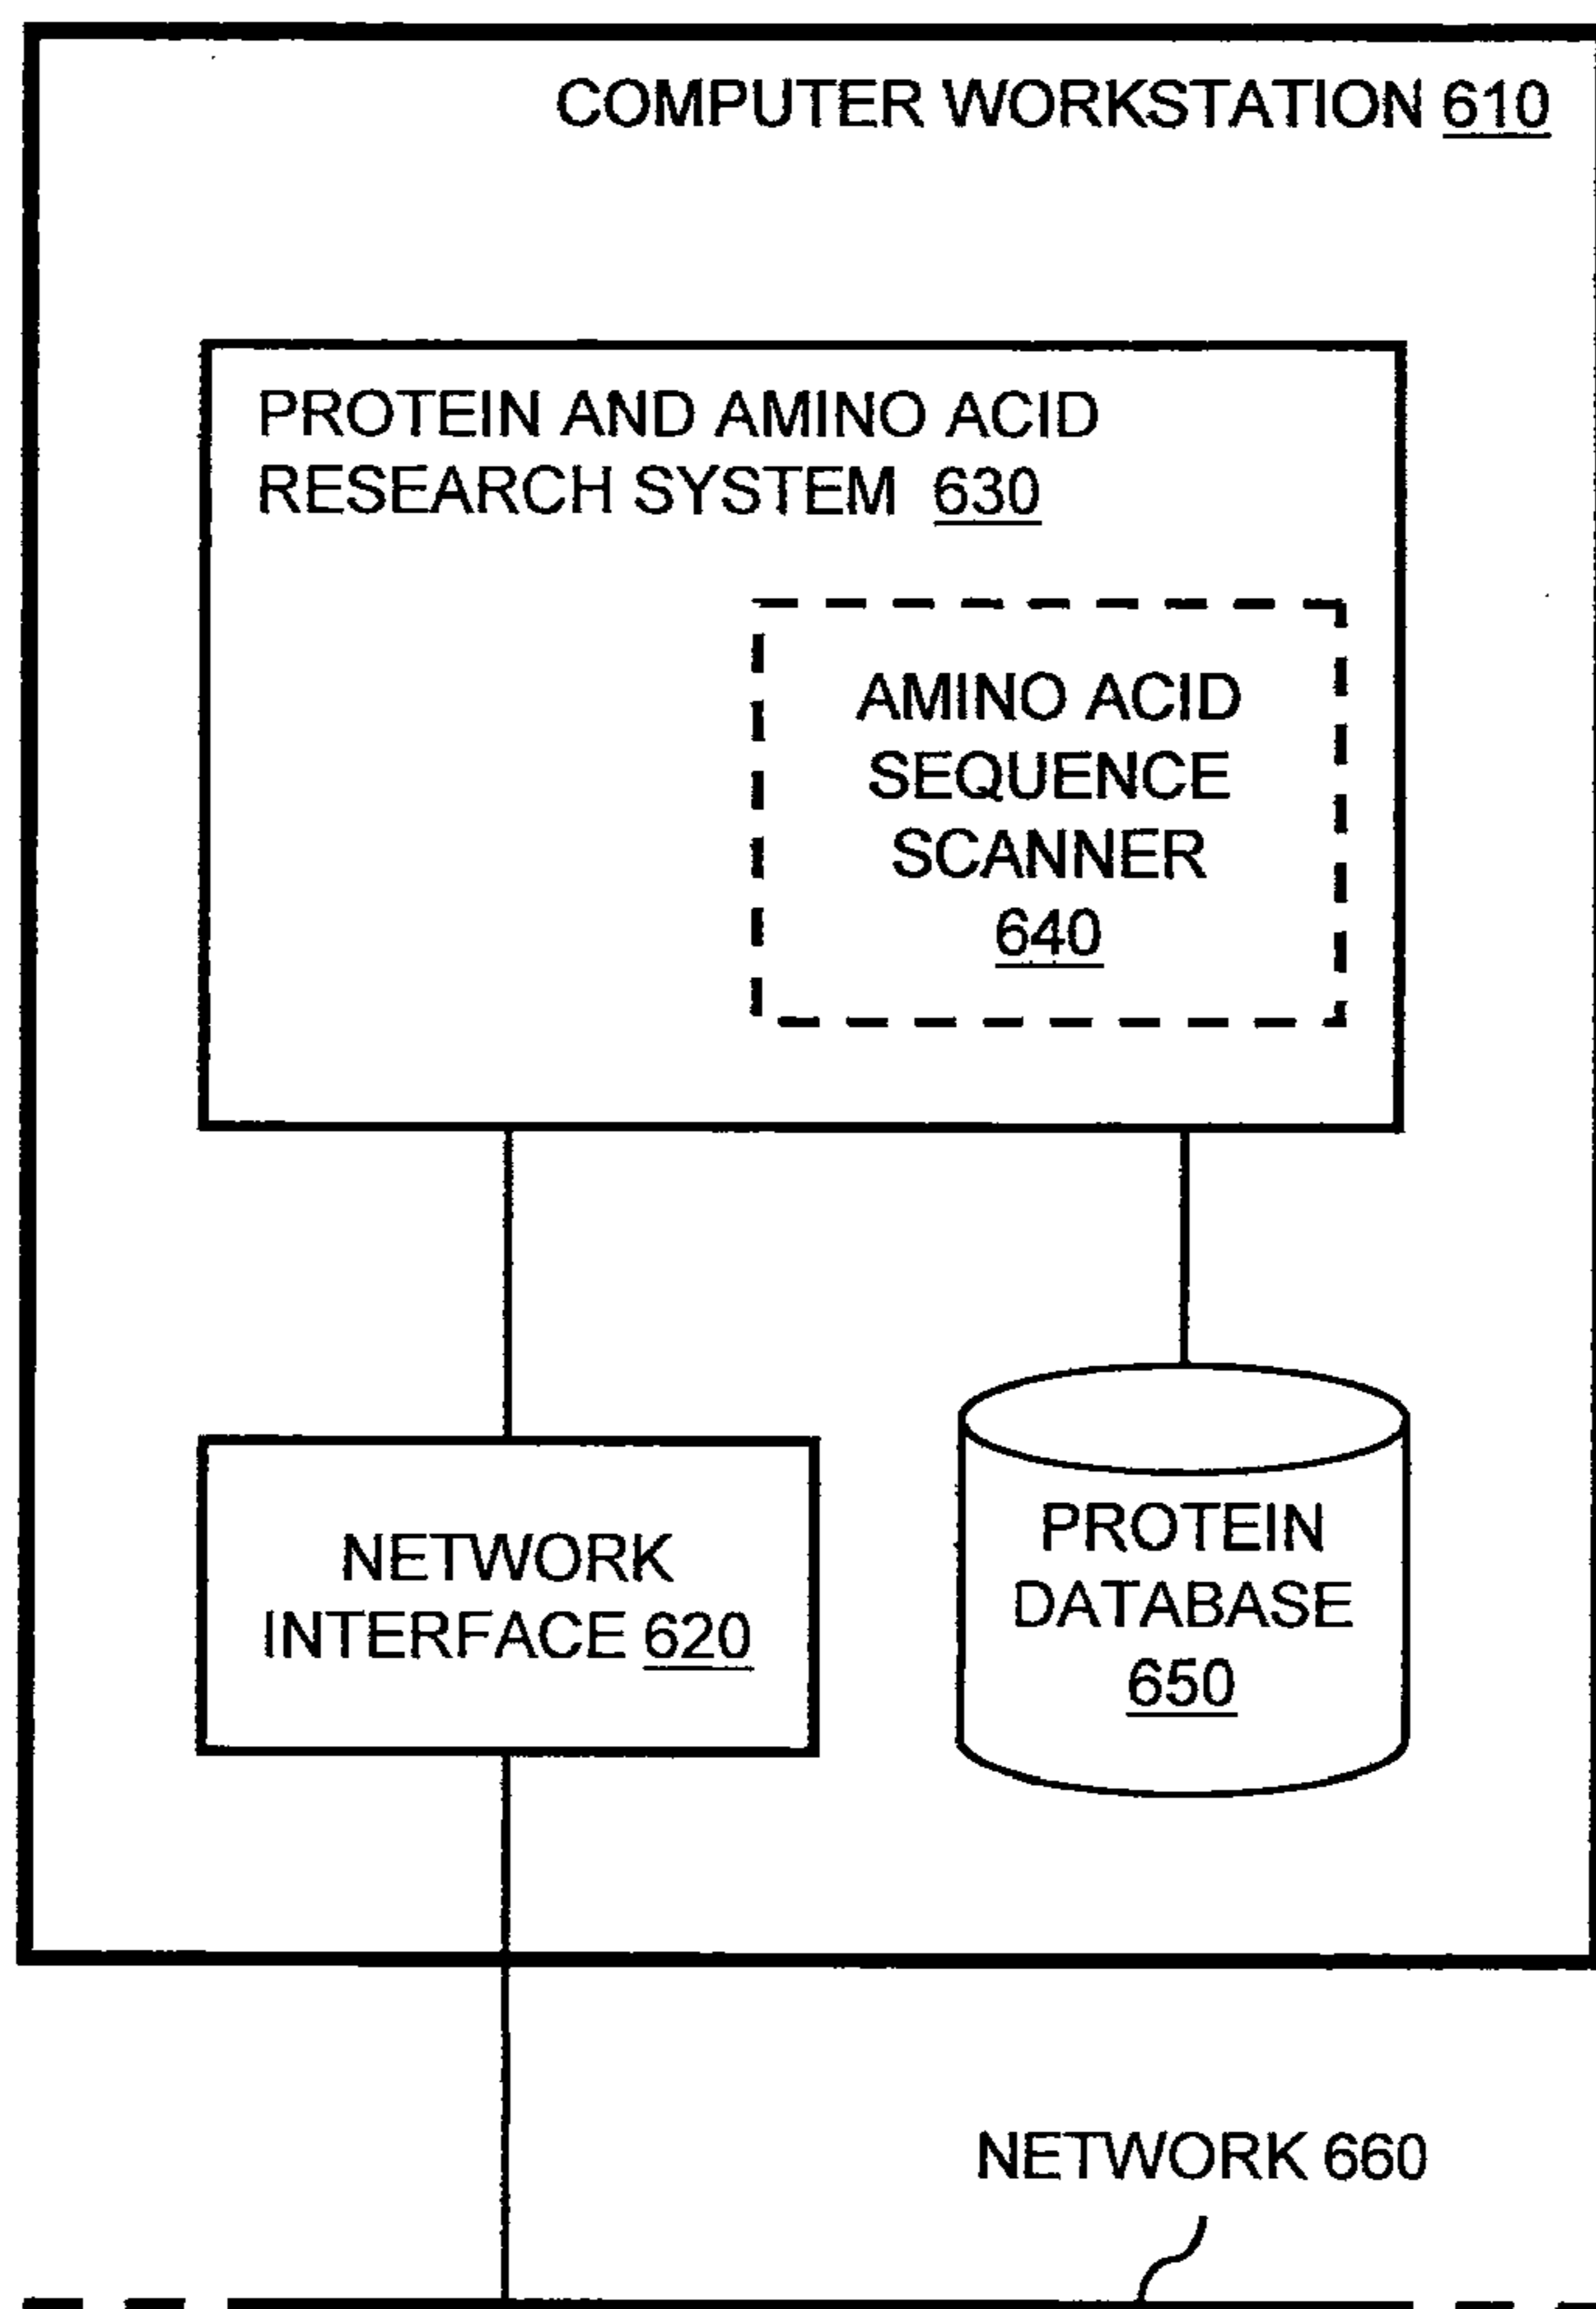 COMPUTER WORKSTATION 610
PROTEIN AND AMINO ACID
RESEARCH SYSTEM 630
AMINO ACID
SEQUENCE
SCANNER
640
NETWORK
INTERFACE 620
PROTEIN
DATABASE
650
NETWORK 660